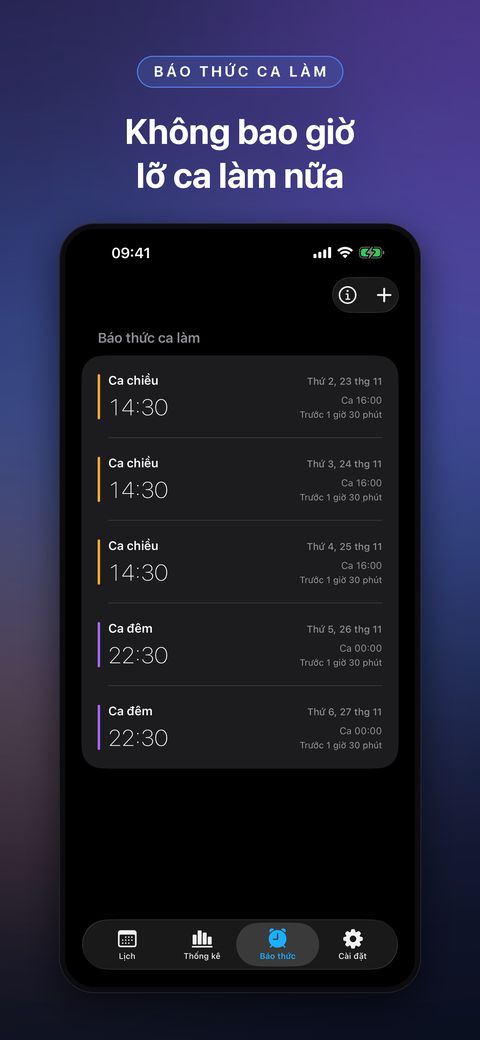 BÁO THỨC CA LÀM
Không bao giờ
lỡ ca làm nữa
09:41
Báo thức ca làm
Ca chiều
14:30
Thứ 2, 23 thg 11
Ca 16:00
Trước 1 giờ 30 phút
Ca chiều
14:30
Thứ 3, 24 thg 11
Ca 16:00
Trước 1 giờ 30 phút
Ca chiều
14:30
Thứ 4, 25 thg 11
Ca 16:00
Trước 1 giờ 30 phút
Ca đêm
22:30
Thứ 5, 26 thg 11
Ca 00:00
Trước 1 giờ 30 phút
Ca đêm
22:30
Thứ 6, 27 thg 11
Ca 00:00
Trước 1 giờ 30 phút
Lịch
Thống kê
Báo thức
Cài đặt